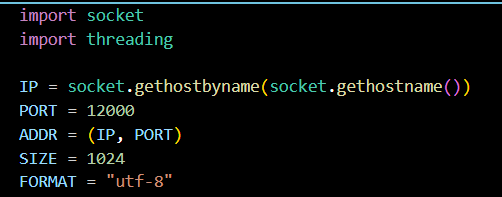 import socket
import threading
IP = socket.gethostbyname(socket.gethostname())
PORT = 12000
ADDR = (IP, PORT)
SIZE = 1024
FORMAT = "utf-8"